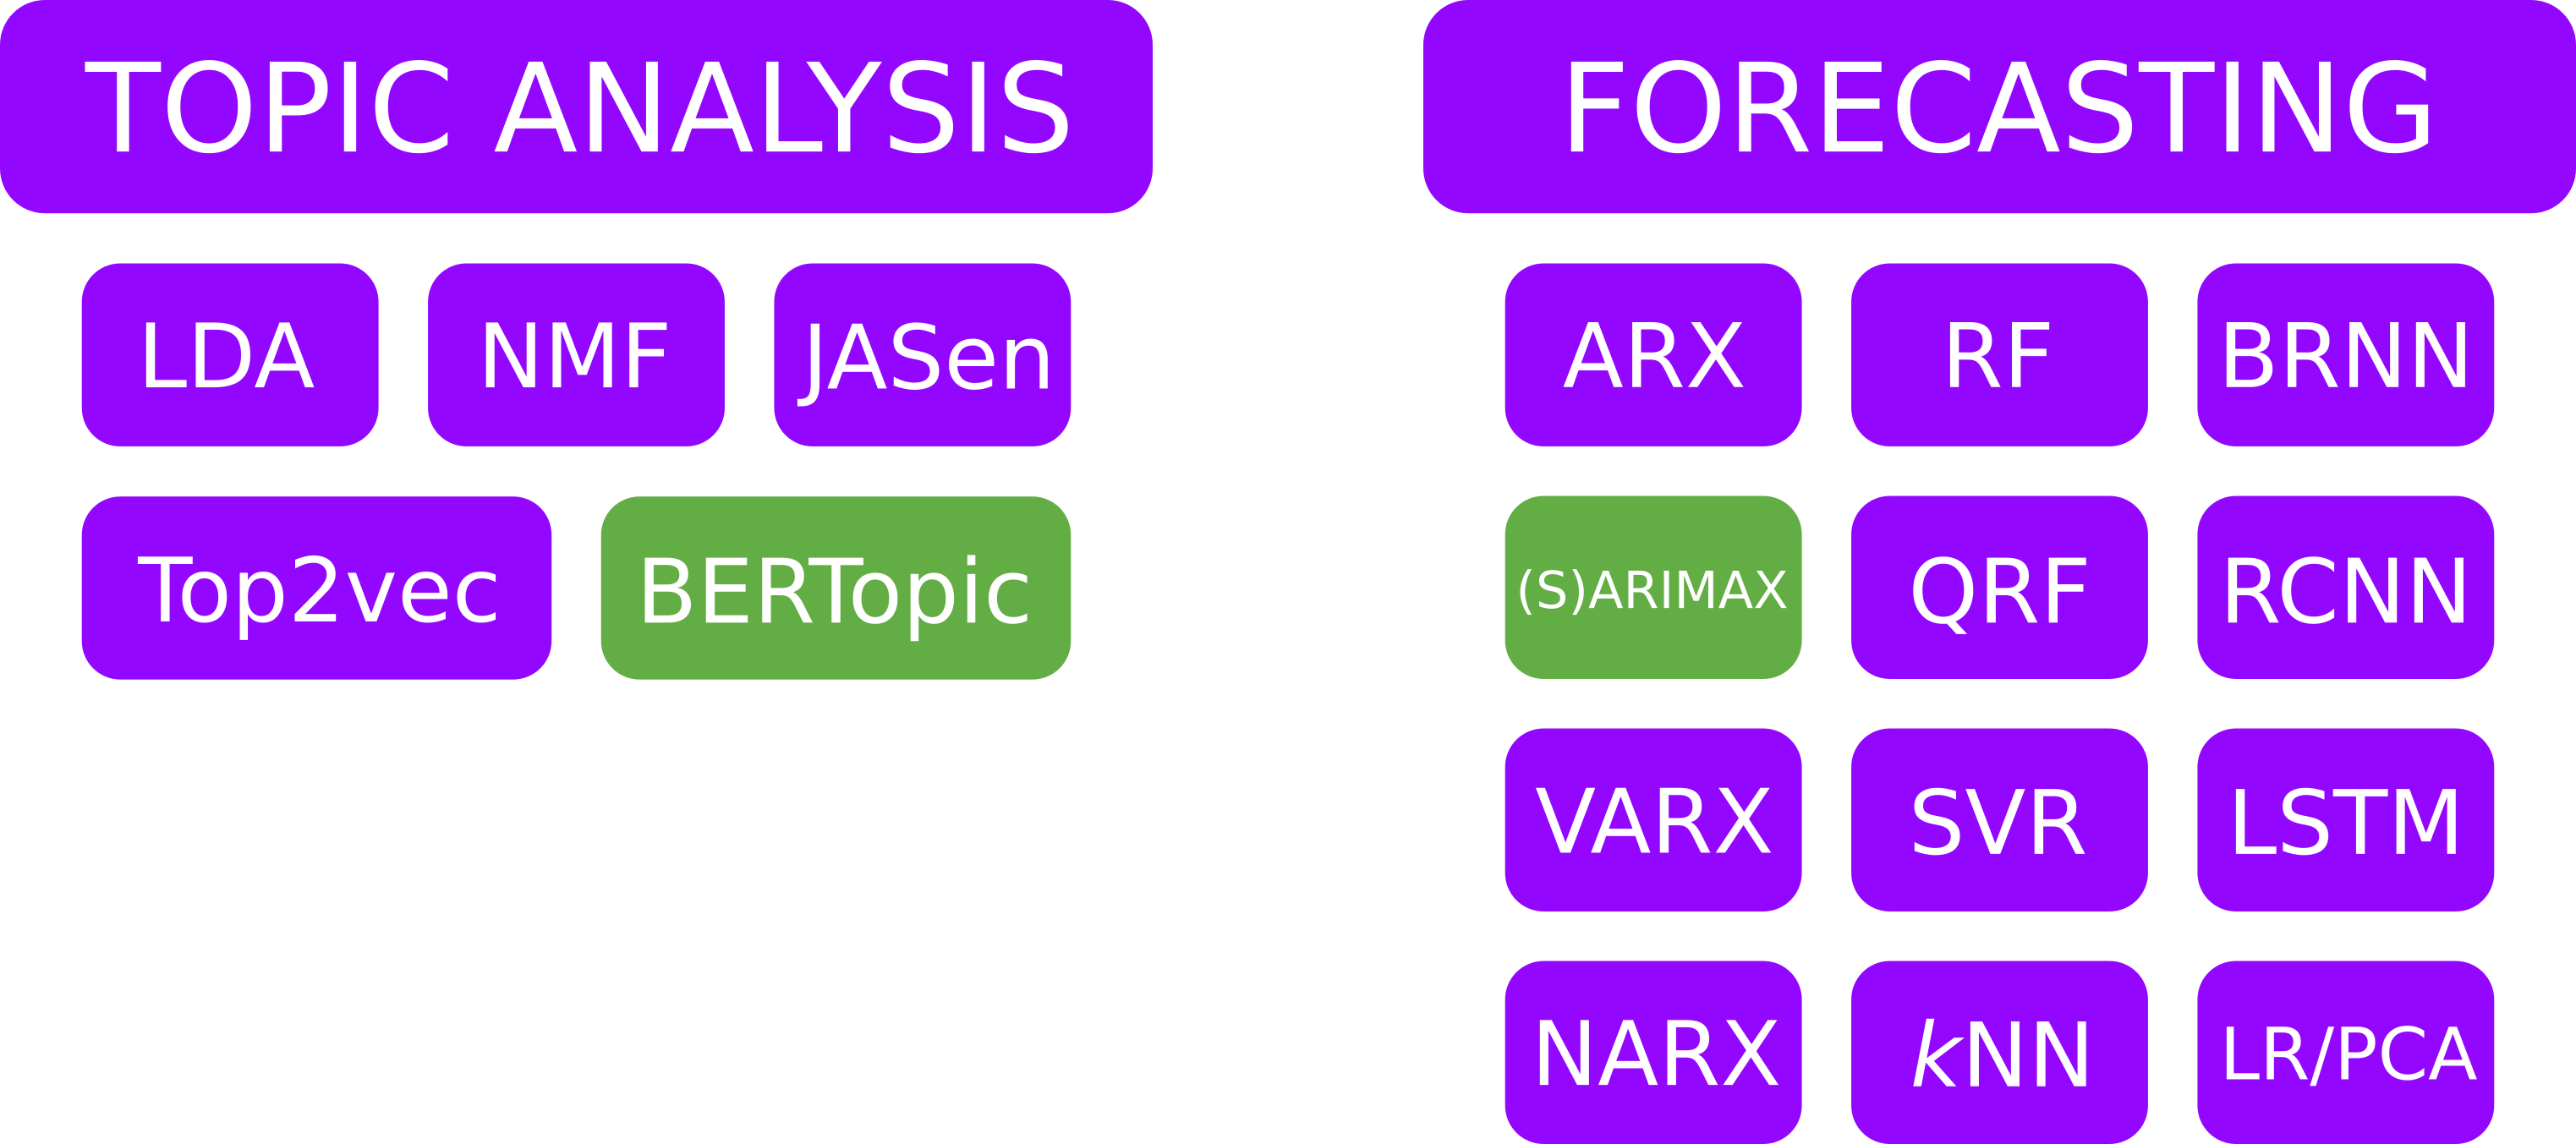 TOPIC ANALYSIS
LDA NMF JASen
Top2vec BERTopic
FORECASTING
ARX RF BRNN
(S)ARIMAX QRF RCNN
VARX SVR LSTM
NARX kNN LR/PCA